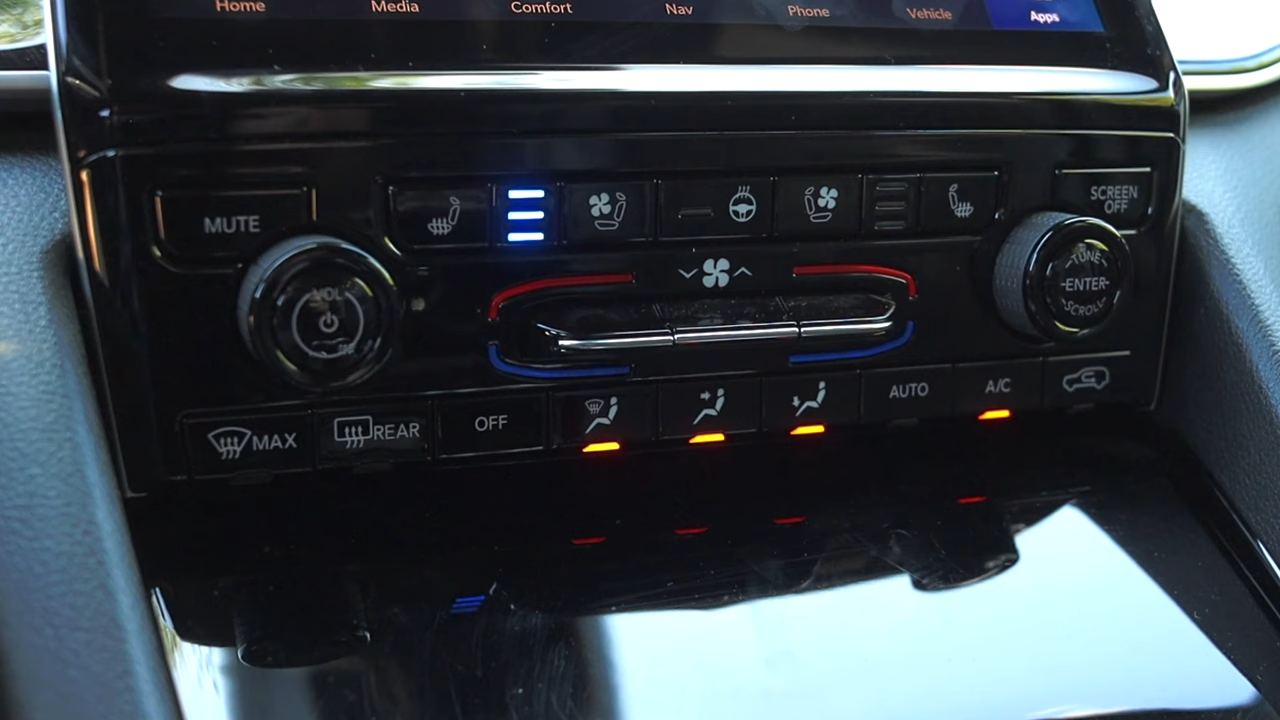 Home Media Comfort Nav Phone Vehicle Apps
MUTE
SCREEN
OFF
VOL
TUNE
ENTER
SCROLL
MAX
REAR
OFF
AUTO
A/C